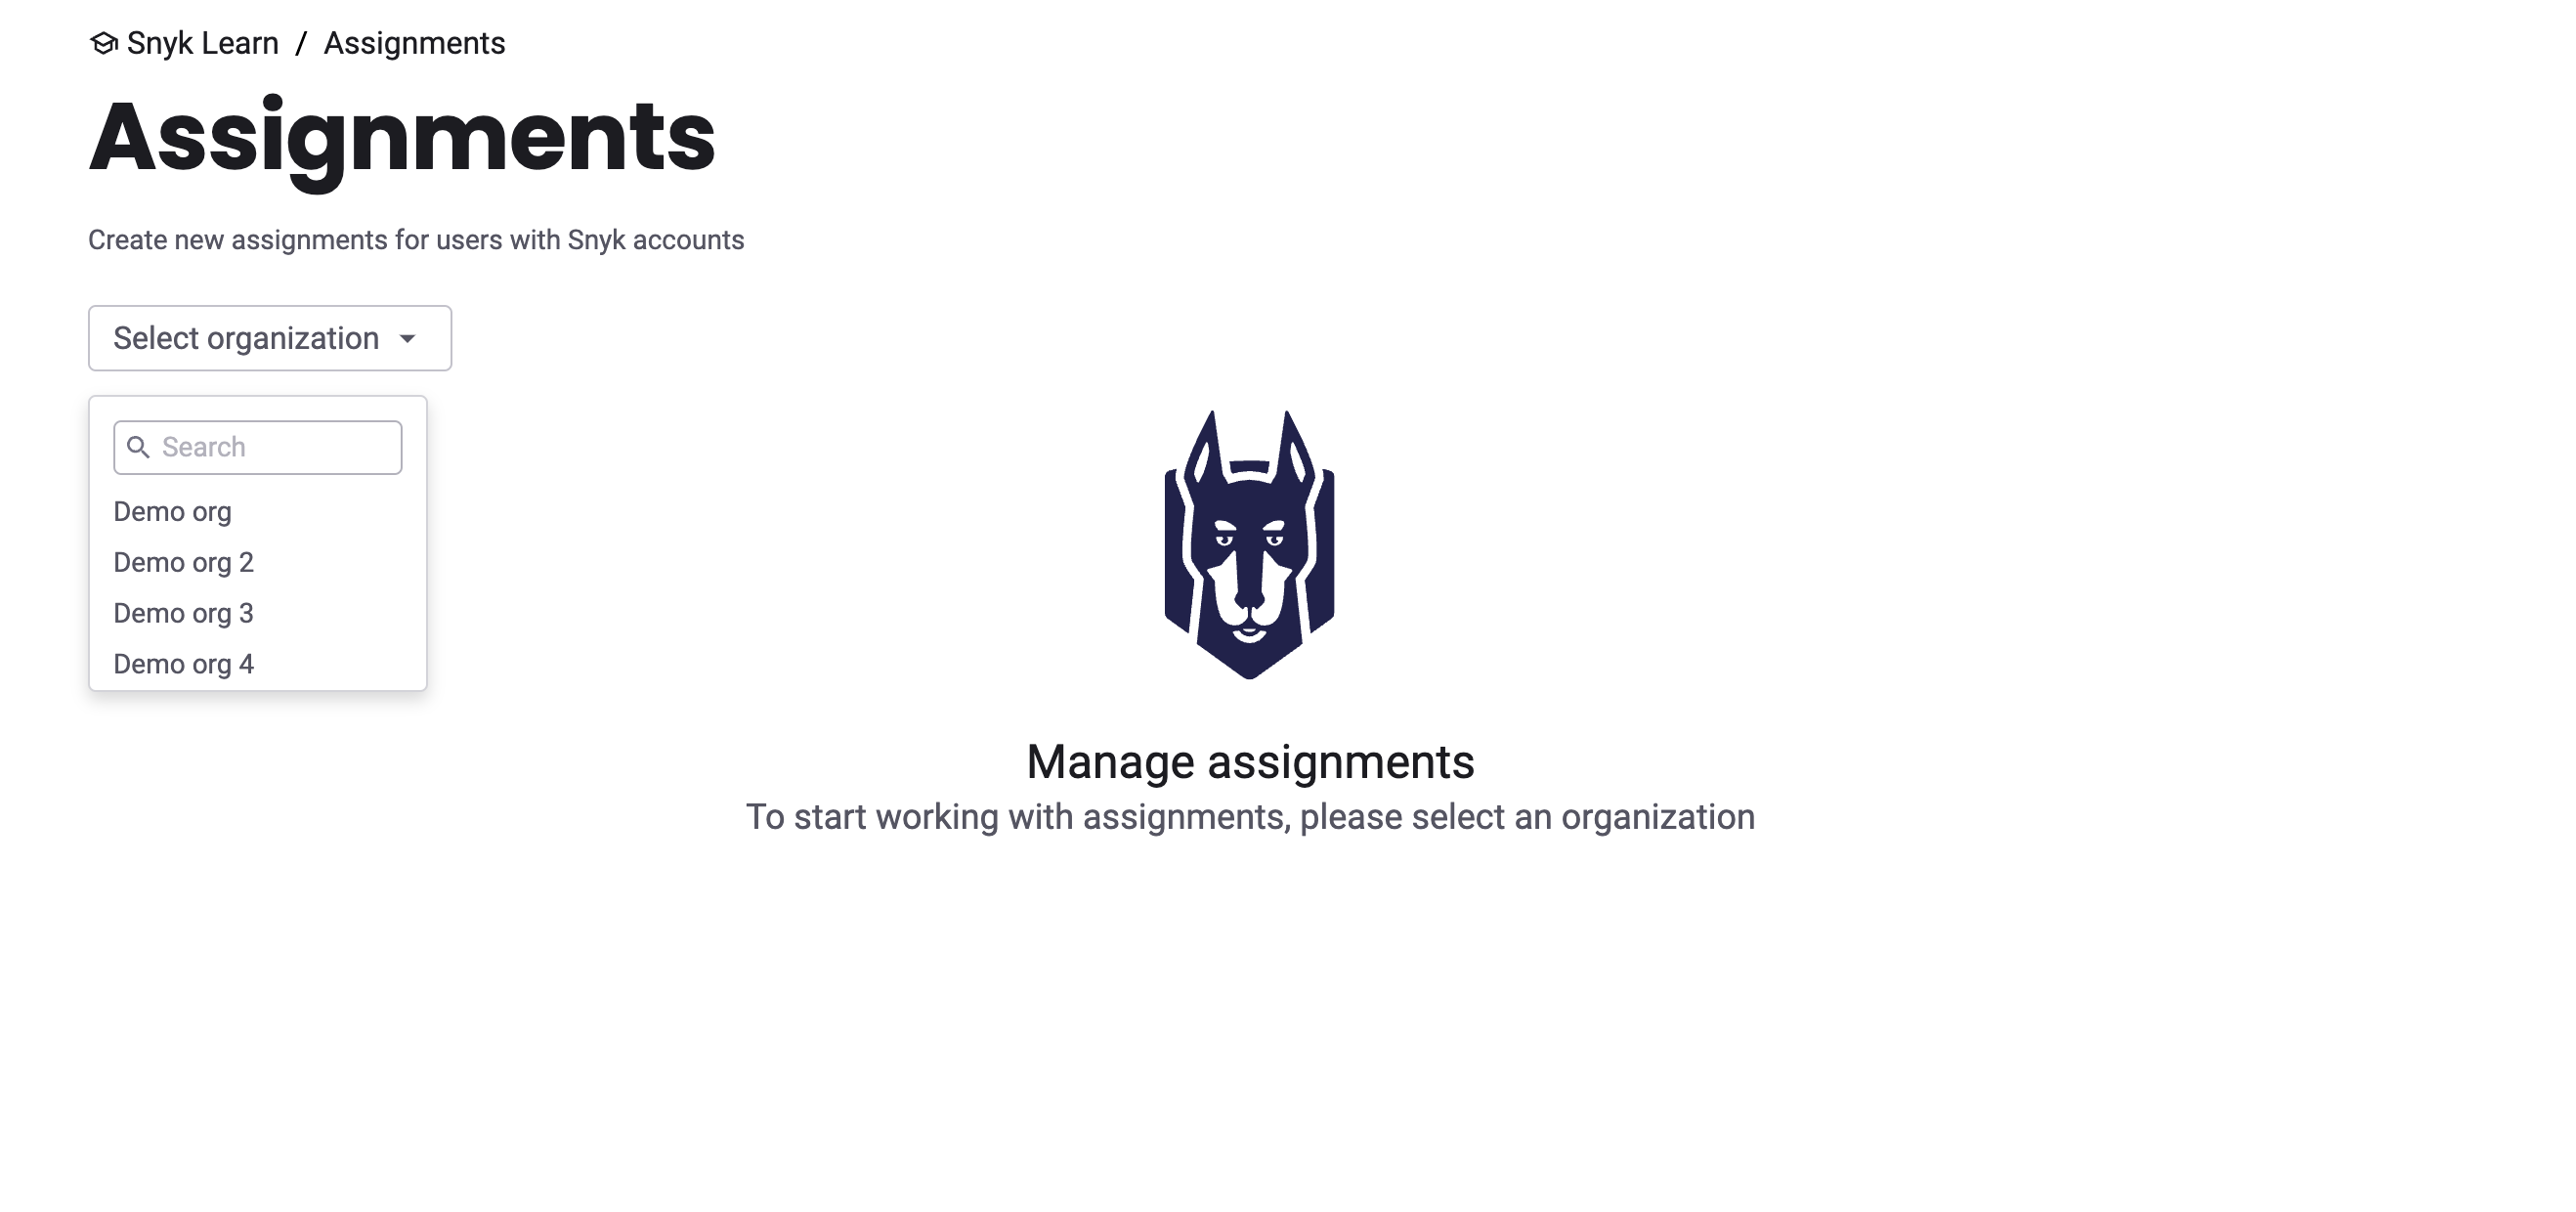 Snyk Learn / Assignments
Assignments
Create new assignments for users with Snyk accounts
Select organization
Search
Demo org
Demo org 2
Demo org 3
Demo org 4
Manage assignments
To start working with assignments, please select an organization